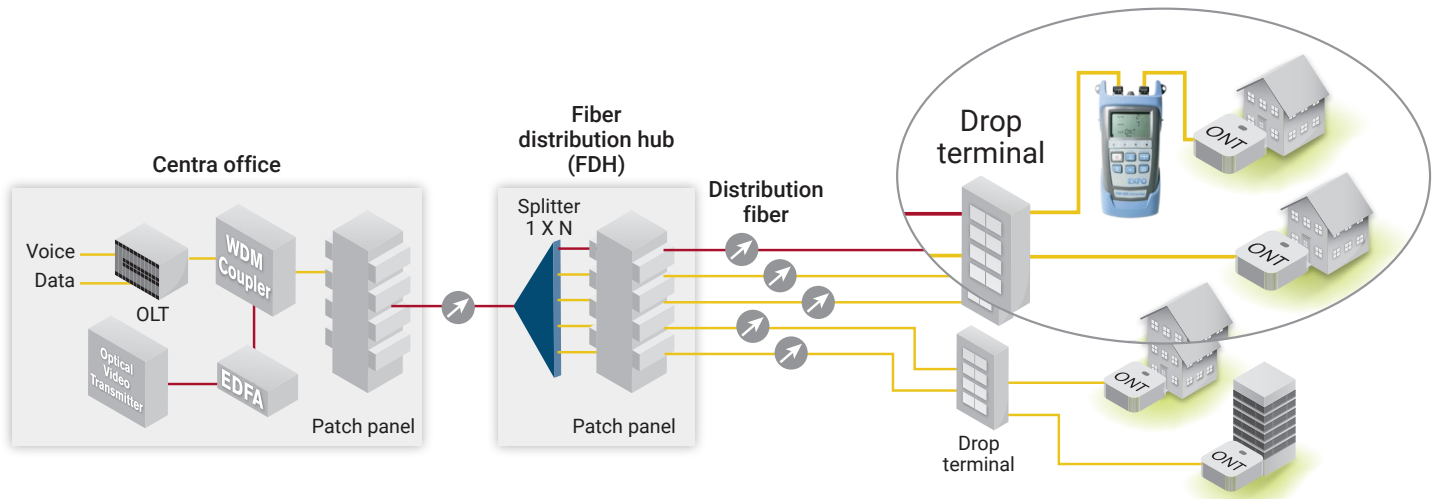 Centra office
Voice
Data
OLT
WDM
Coupler
Optical
Video
Transmitter
EDFA
Patch panel
Fiber
distribution hub
(FDH)
Splitter
1 X N
Patch panel
Distribution
fiber
Drop
terminal
EXFO
ONT
ONT
ONT
Drop
terminal
ONT